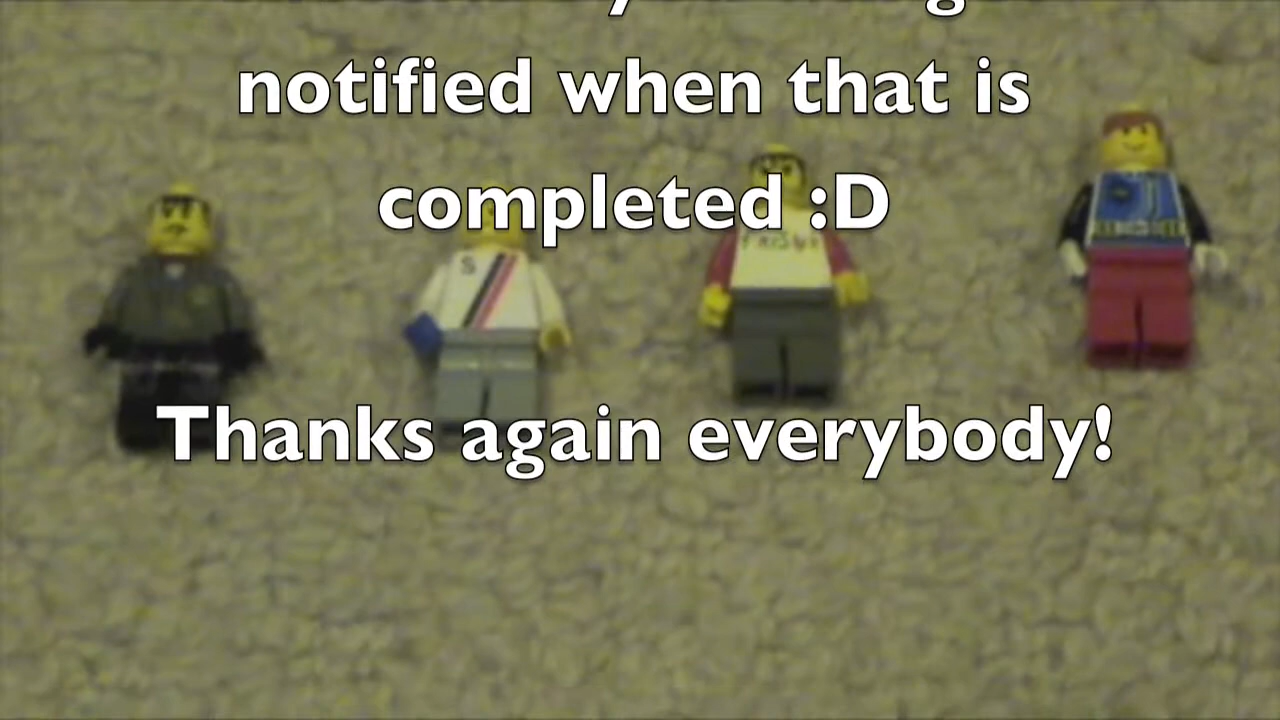 notified when that is
completed :D
Thanks again everybody!